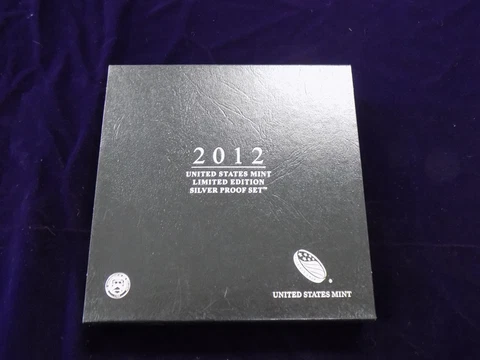 2012
UNITED STATES MINT
LIMITED EDITION
SILVER PROOF SET™
UNITED STATES MINT